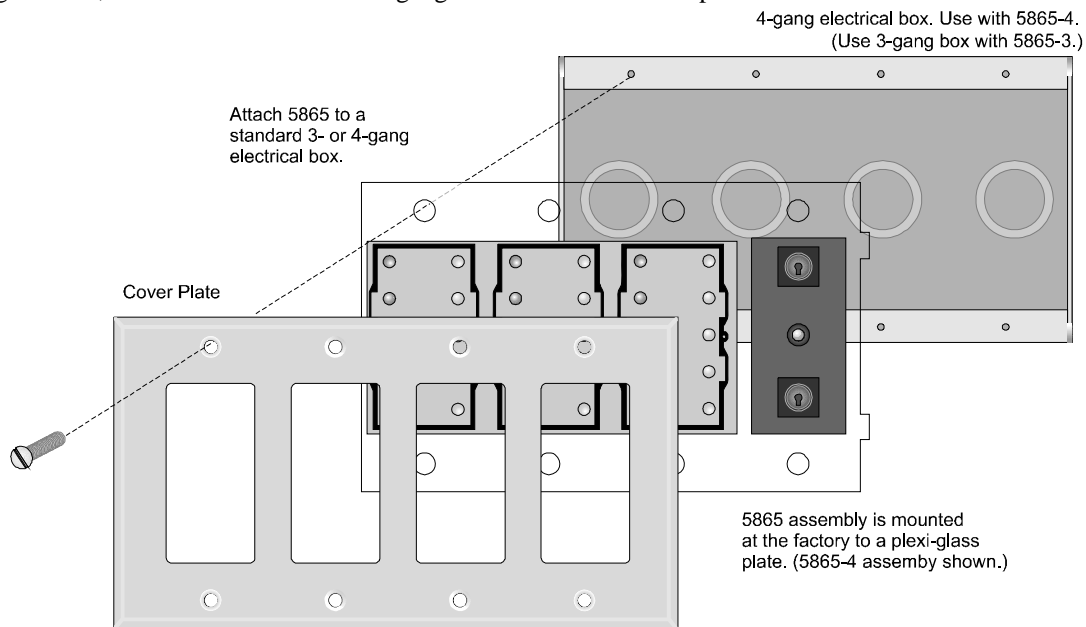 4-gang electrical box. Use with 5865-4.
(Use 3-gang box with 5865-3.)
Attach 5865 to a
standard 3- or 4-gang
electrical box.
Cover Plate
5865 assembly is mounted
at the factory to a plexi-glass
plate. (5865-4 assemby shown.)